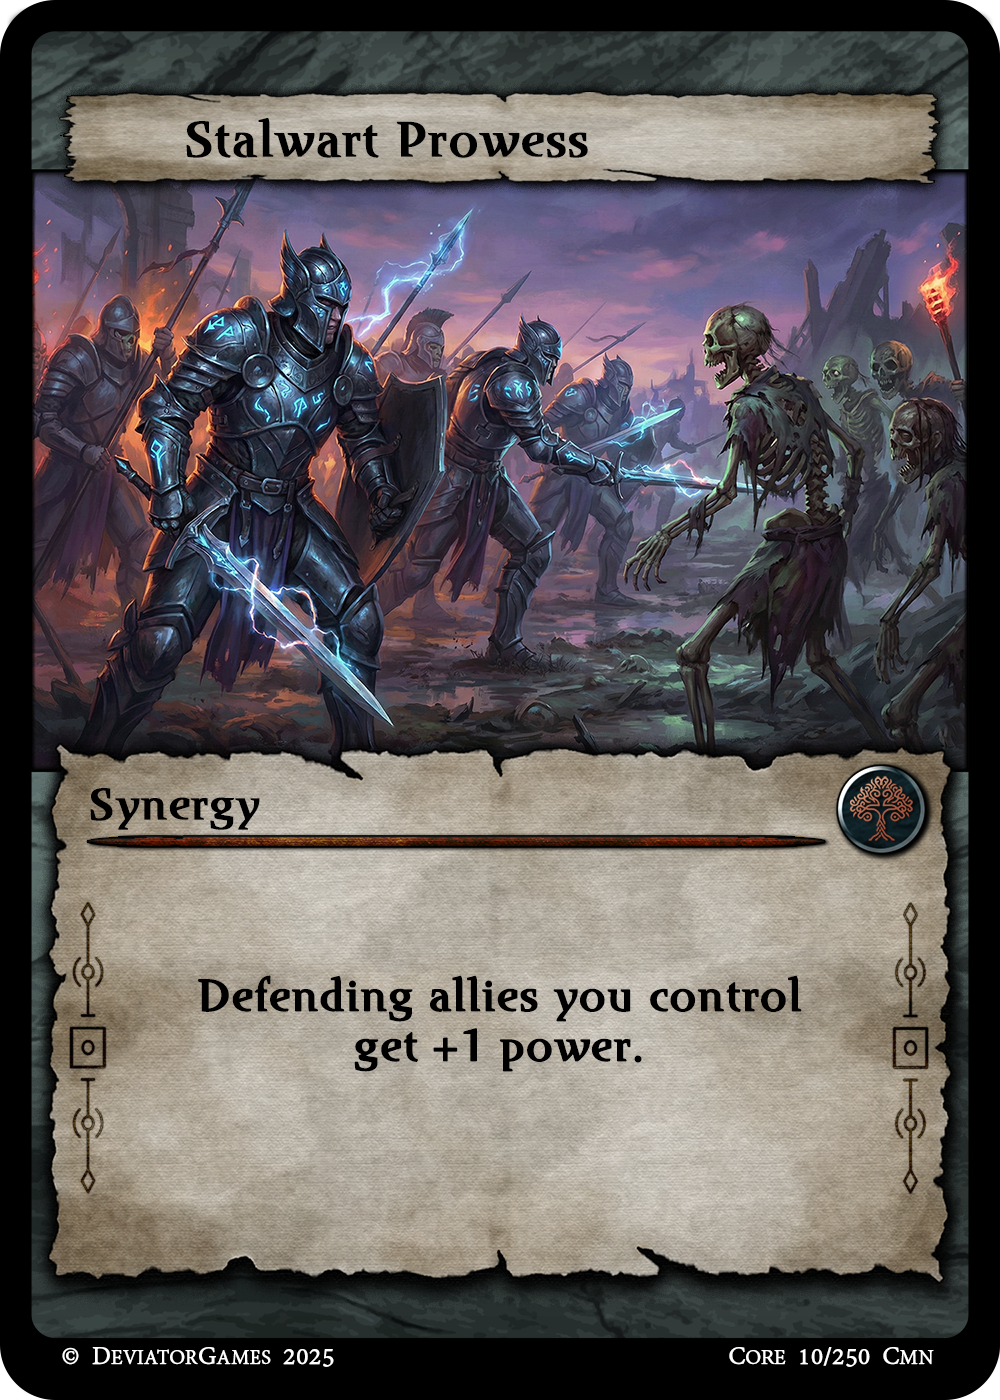 Stalwart Prowess
Synergy
Defending allies you control
get +1 power.
© DeviatorGames 2025
Core 10/250 Cmn